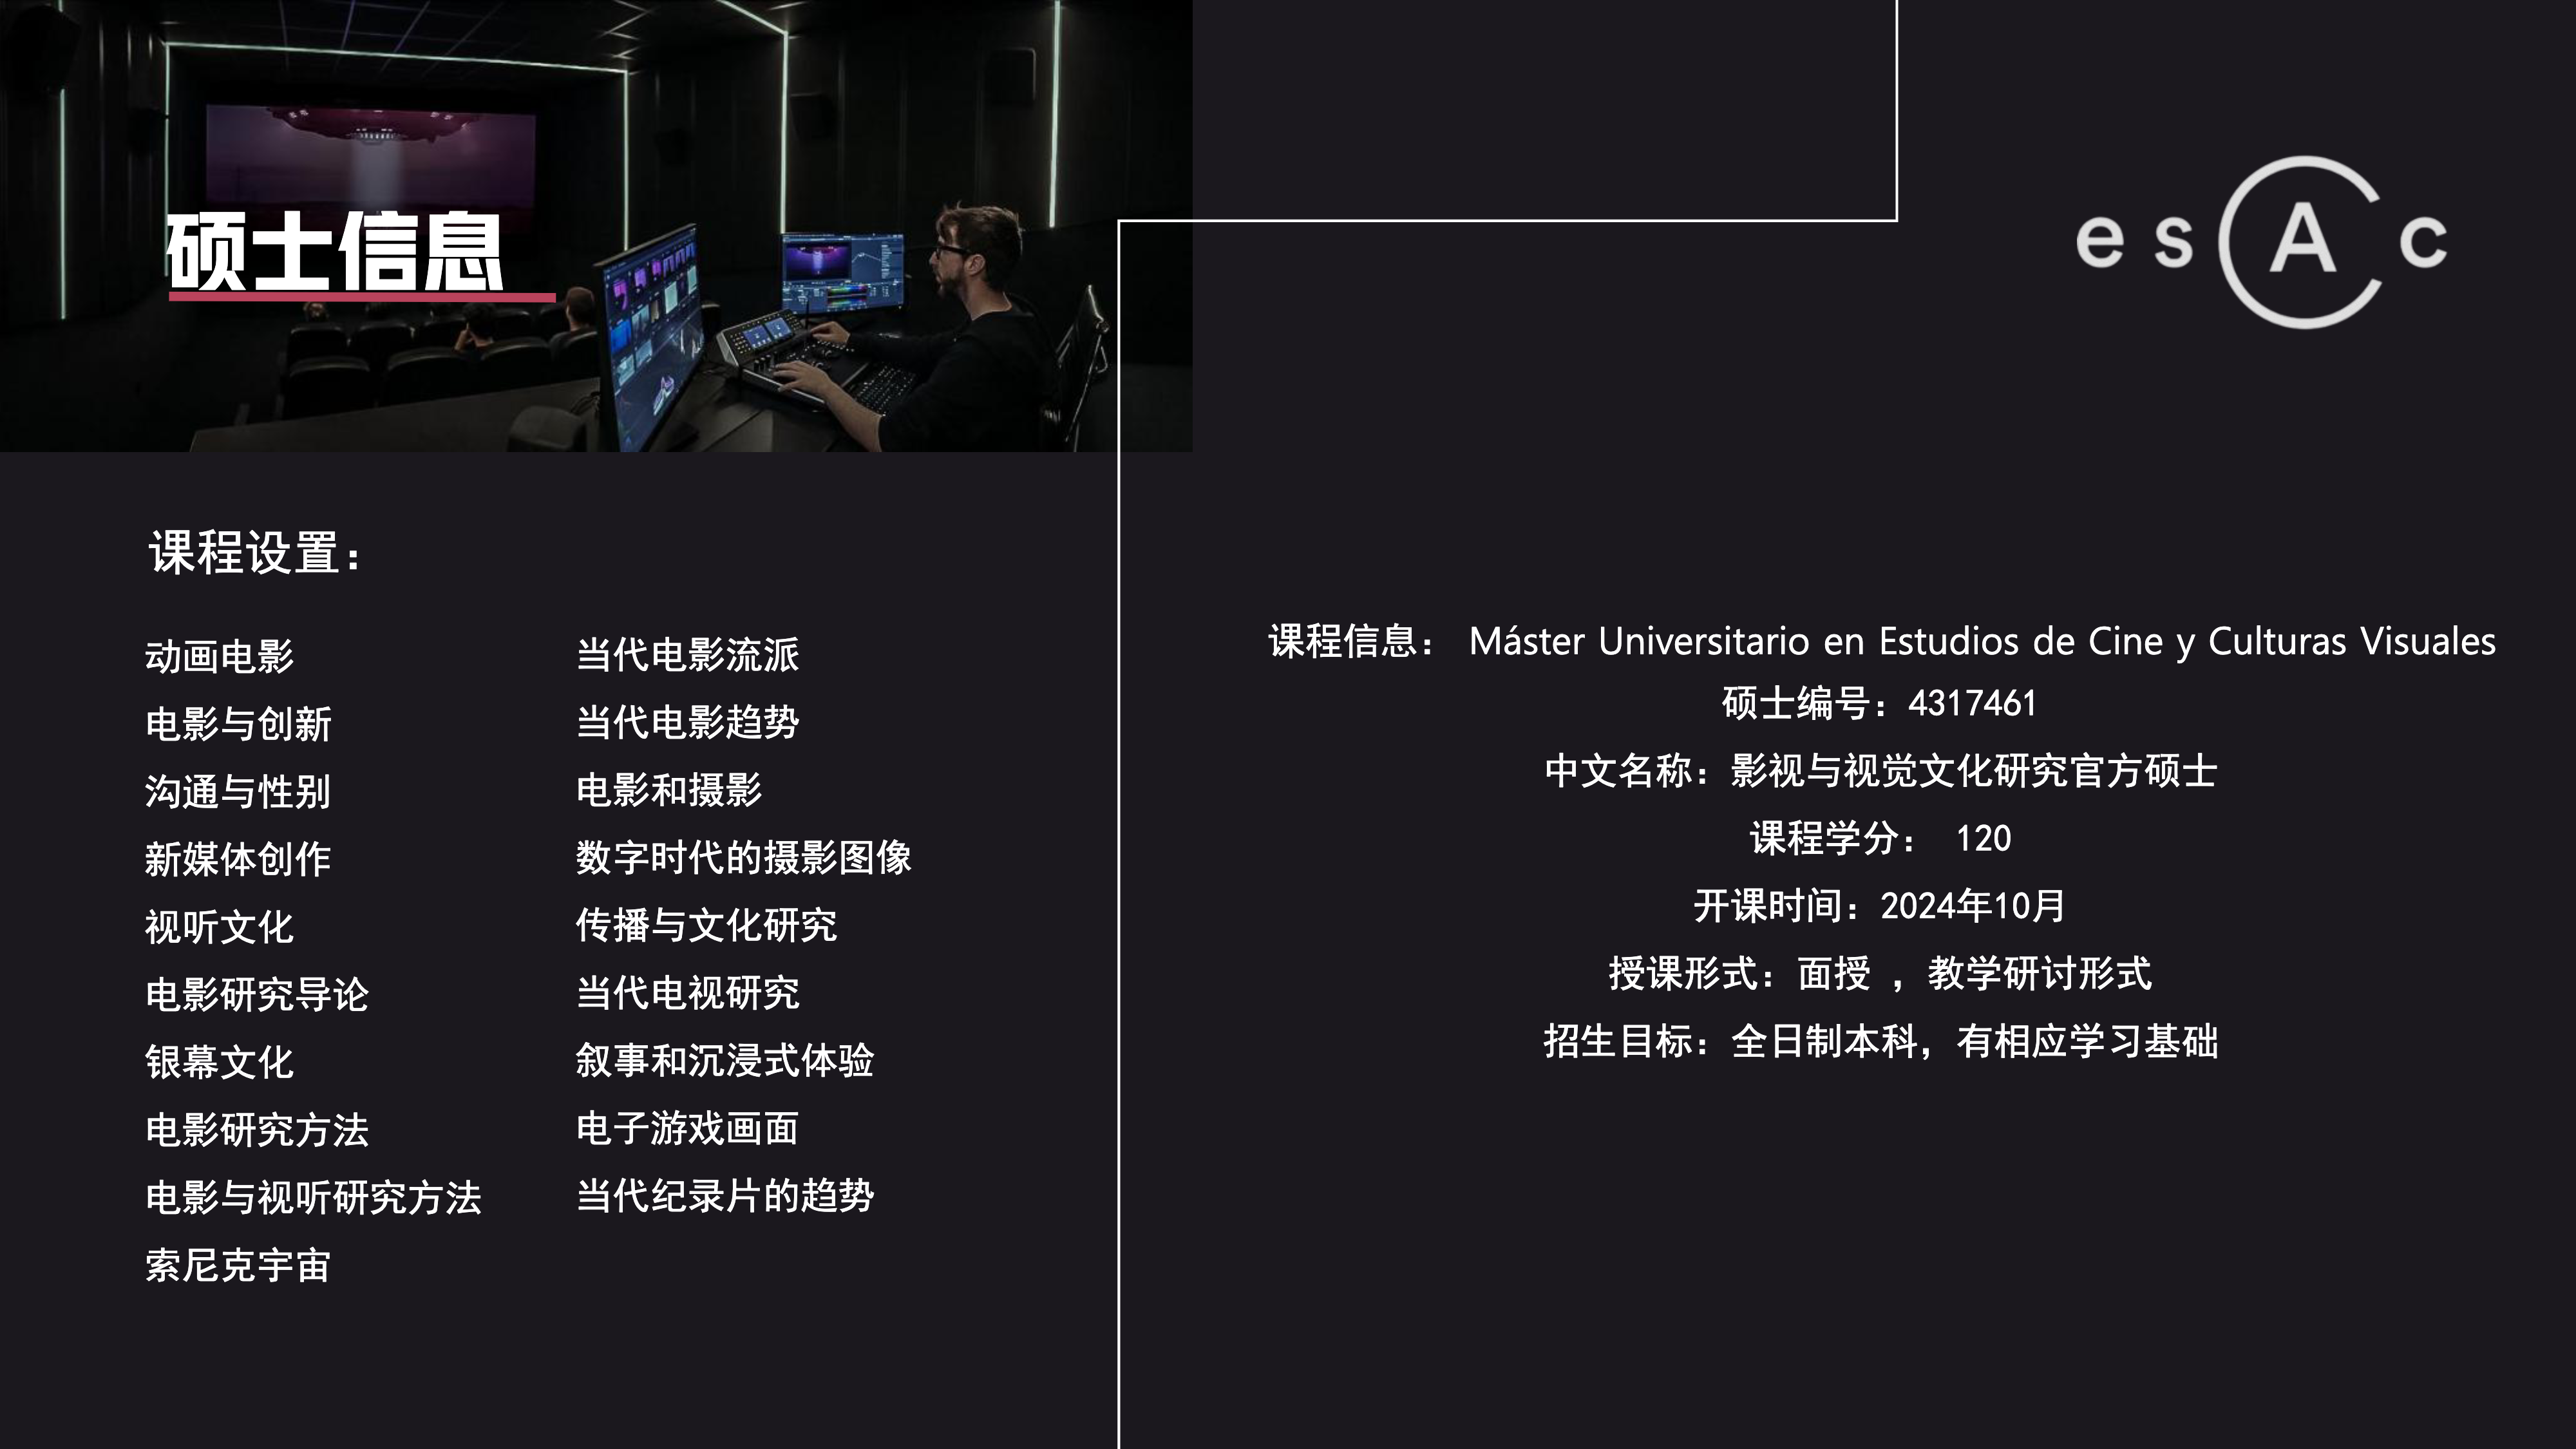 硕士信息
esAc
课程设置：
动画电影
电影与创新
沟通与性别
新媒体创作
视听文化
电影研究导论
银幕文化
电影研究方法
电影与视听研究方法
索尼克宇宙
当代电影流派
当代电影趋势
电影和摄影
数字时代的摄影图像
传播与文化研究
当代电视研究
叙事和沉浸式体验
电子游戏画面
当代纪录片的趋势
课程信息： Máster Universitario en Estudios de Cine y Culturas Visuales
硕士编号：4317461
中文名称：影视与视觉文化研究官方硕士
课程学分： 120
开课时间：2024年10月
授课形式：面授 ，教学研讨形式
招生目标：全日制本科，有相应学习基础